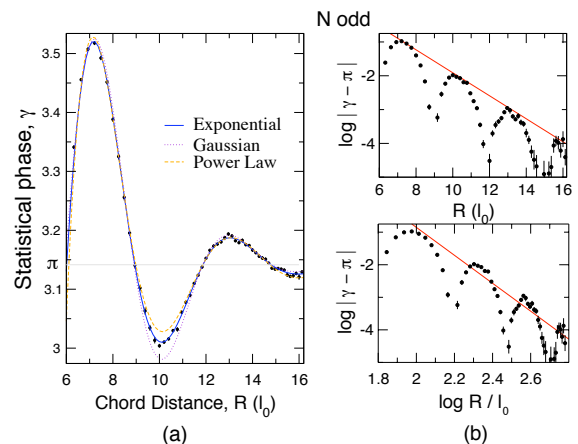 N odd
Statistical phase, γ
3.5
3.4
3.3
3.2
π
3.1
3
Exponential
Gaussian
Power Law
6 8 10 12 14 16
Chord Distance, R (l0)
(a)
log | γ − π |
-2
-4
6 8 10 12 14 16
R (l0)
log | γ − π |
-2
-4
1.8 2 2.2 2.4 2.6
log R / l0
(b)